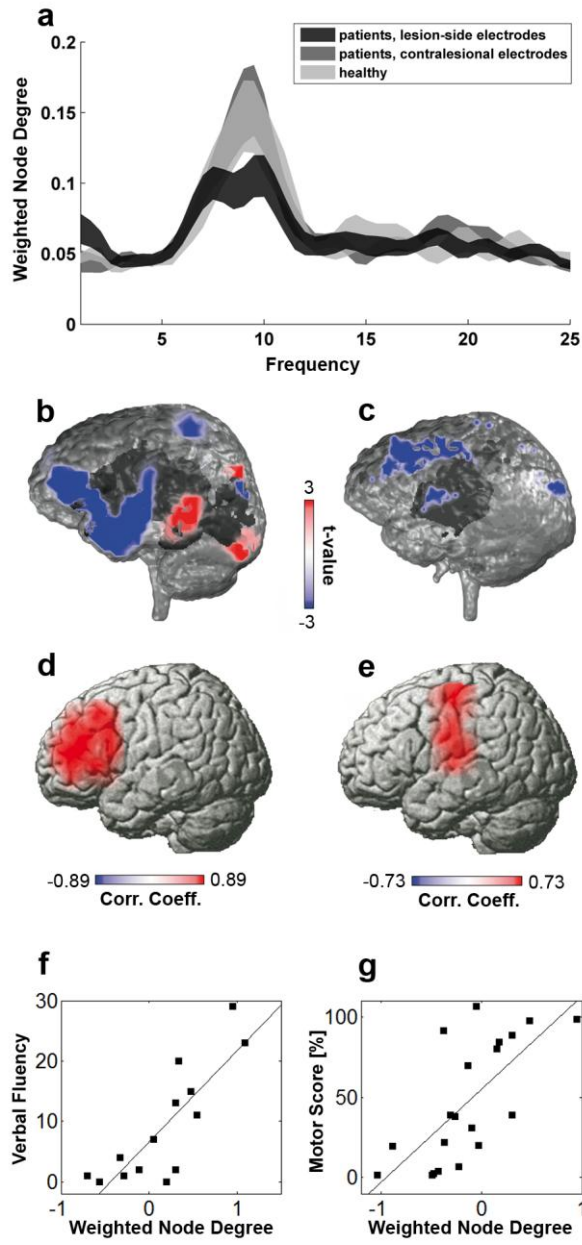 a
0.2
0.15
0.1
0.05
0
Weighted Node Degree
patients, lesion-side electrodes
patients, contralesional electrodes
healthy
5 10 15 20 25
Frequency
b
c
3
t-value
-3
d
e
-0.89 0.89
Corr. Coeff.
-0.73 0.73
Corr. Coeff.
f
g
30
20
10
0
Verbal Fluency
-1 0 1
Weighted Node Degree
100
50
0
Motor Score [%]
-1 0 1
Weighted Node Degree